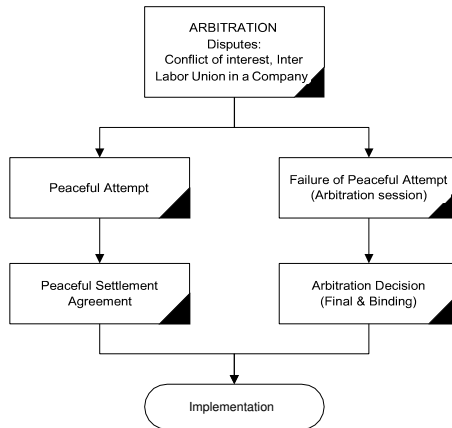 ARBITRATION
Disputes:
Conflict of interest, Inter
Labor Union in a Company
Peaceful Attempt
Failure of Peaceful Attempt
(Arbitration session)
Peaceful Settlement
Agreement
Arbitration Decision
(Final & Binding)
Implementation